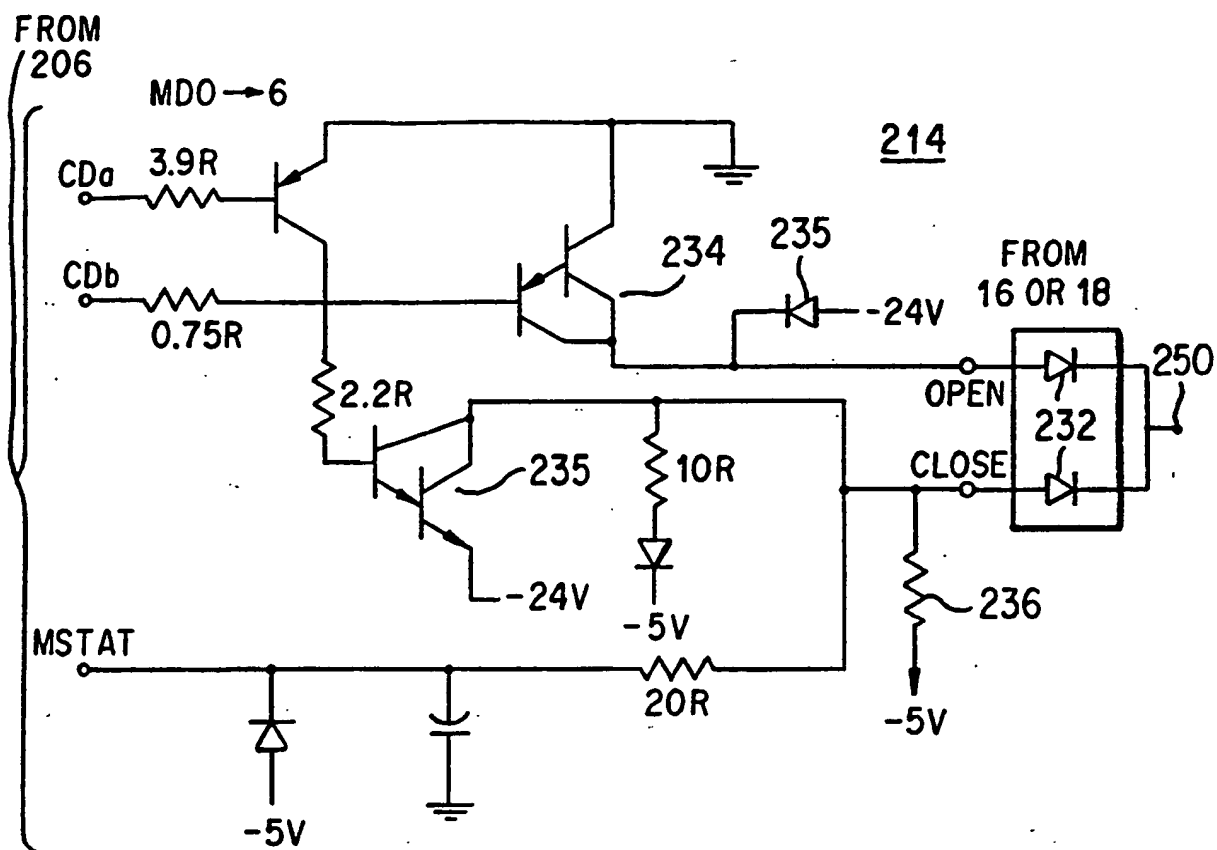 FROM
206
MDO → 6
214
CDa
3.9R
CDb
0.75R
234
235
-24V
FROM
16 OR 18
250
OPEN
232
2.2R
235
10R
CLOSE
-24V
-5V
236
MSTAT
20R
-5V
-5V